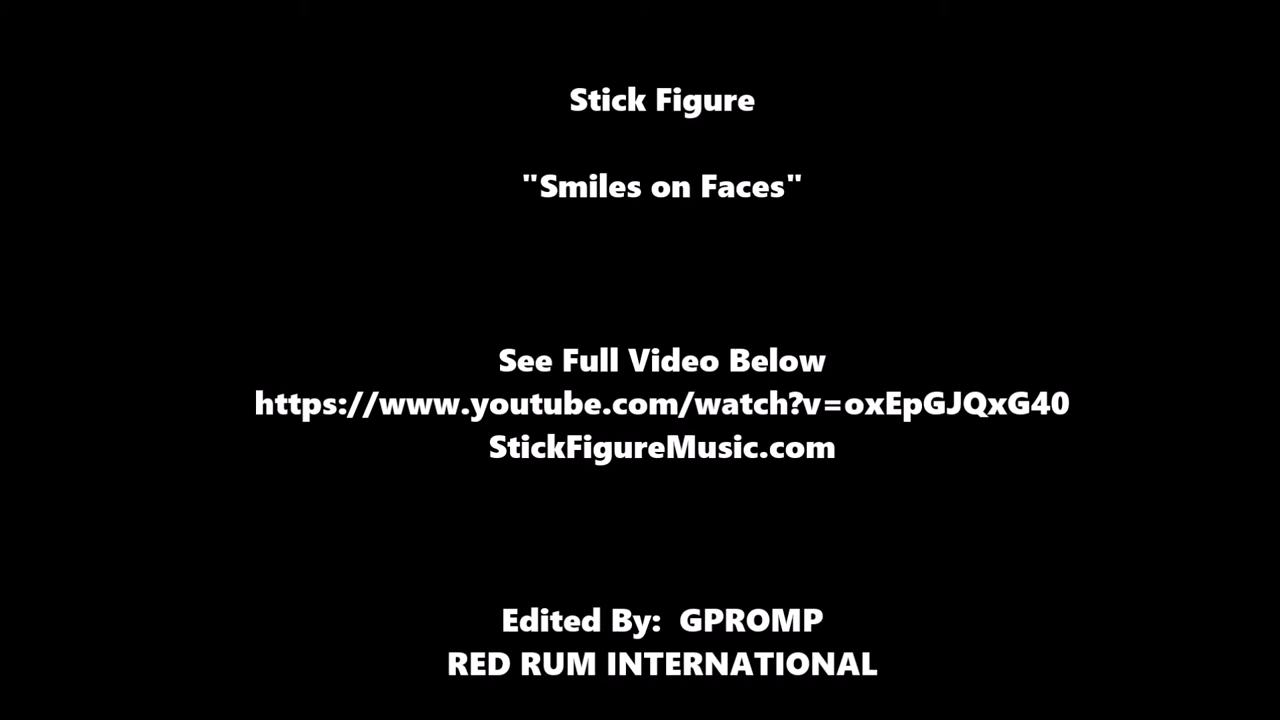 Stick Figure
"Smiles on Faces"
See Full Video Below
https://www.youtube.com/watch?v=oxEpGJQxG40
StickFigureMusic.com
Edited By:  GPROMP
RED RUM INTERNATIONAL